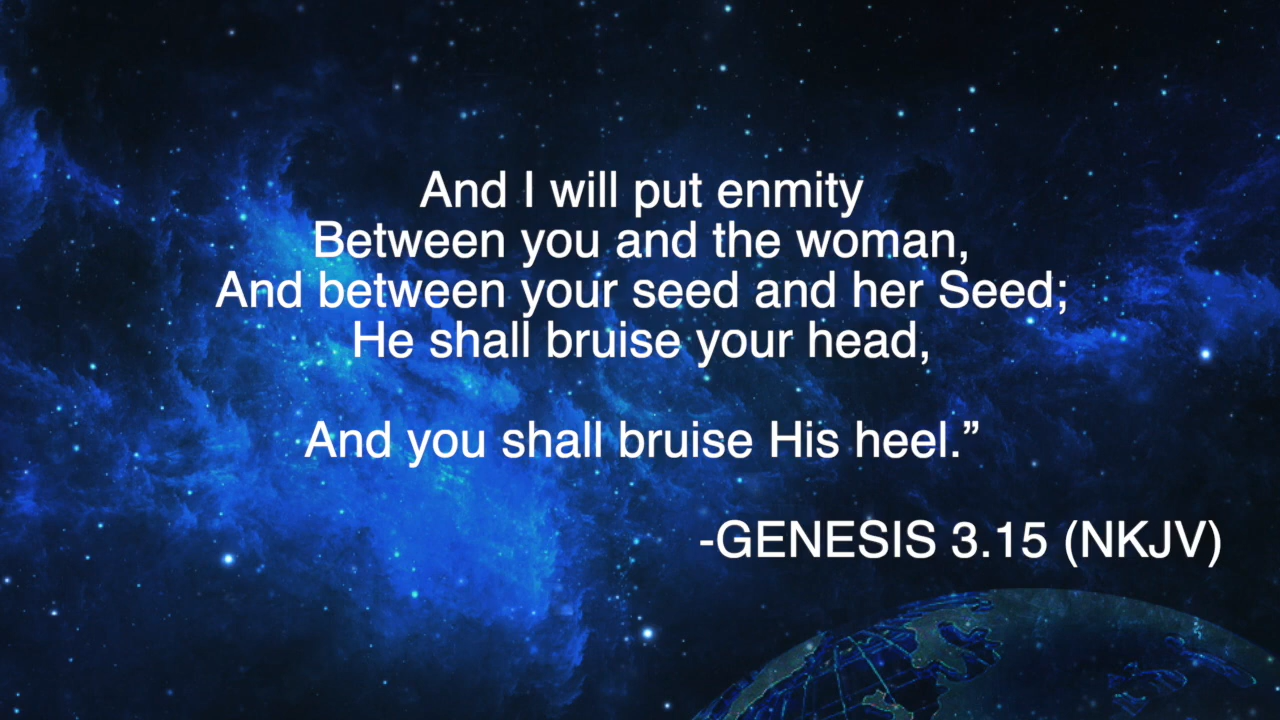 And I will put enmity
Between you and the woman,
And between your seed and her Seed;
He shall bruise your head,
And you shall bruise His heel.”
-GENESIS 3.15 (NKJV)